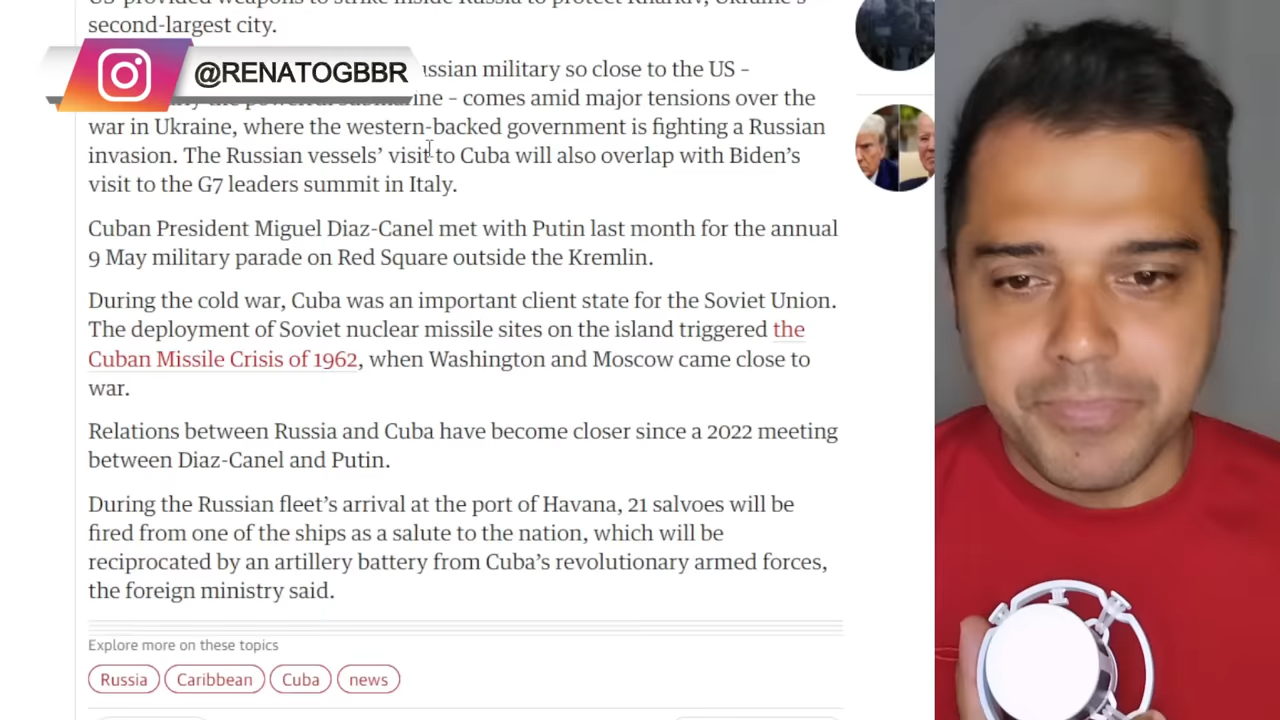 US-provided weapons to strike inside Russia to protect Kharkiv, Ukraine's
second-largest city.
@RENATOGBBR
ussian military so close to the US –
the powerful submarine – comes amid major tensions over the
war in Ukraine, where the western-backed government is fighting a Russian
invasion. The Russian vessels’ visit to Cuba will also overlap with Biden’s
visit to the G7 leaders summit in Italy.
Cuban President Miguel Diaz-Canel met with Putin last month for the annual
9 May military parade on Red Square outside the Kremlin.
During the cold war, Cuba was an important client state for the Soviet Union.
The deployment of Soviet nuclear missile sites on the island triggered the
Cuban Missile Crisis of 1962, when Washington and Moscow came close to
war.
Relations between Russia and Cuba have become closer since a 2022 meeting
between Diaz-Canel and Putin.
During the Russian fleet’s arrival at the port of Havana, 21 salvoes will be
fired from one of the ships as a salute to the nation, which will be
reciprocated by an artillery battery from Cuba’s revolutionary armed forces,
the foreign ministry said.
Explore more on these topics
Russia Caribbean Cuba news